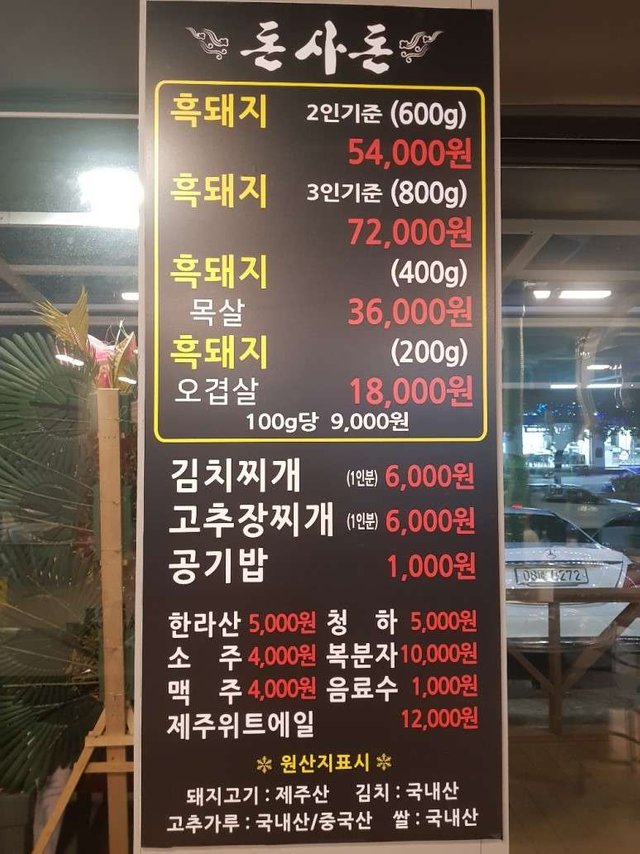 돈사돈
흑돼지 2인기준 (600g)
54,000원
흑돼지 3인기준 (800g)
72,000원
흑돼지 (400g)
목살 36,000원
흑돼지 (200g)
오겹살 18,000원
100g당 9,000원
김치찌개 (1인분) 6,000원
고추장찌개 (1인분) 6,000원
공기밥 1,000원
한라산 5,000원 청 하 5,000원
소 주 4,000원 복분자 10,000원
맥 주 4,000원 음료수 1,000원
제주위트에일 12,000원
※ 원산지표시 ※
돼지고기 : 제주산 김치 : 국내산
고추가루 : 국내산/중국산 쌀 : 국내산